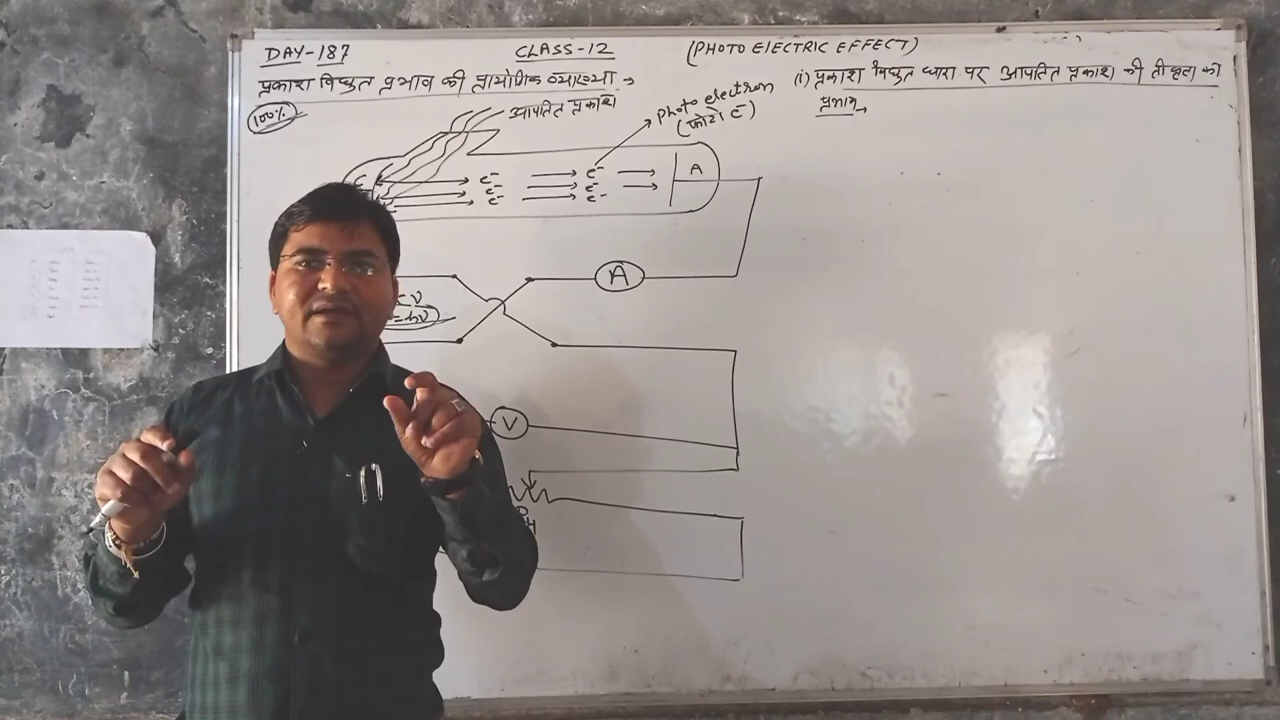 DAY-187
CLASS-12
(PHOTO ELECTRIC EFFECT)
प्रकाश विद्युत प्रभाव की प्रायोगिक व्याख्या →
100%
आपतित प्रकाश
Photo electron
(फोटो e-)
(i) प्रकाश विद्युत धारा पर आपतित प्रकाश की तीव्रता का
प्रभाव →
C
e- e- A
e- e-
e- e-
A
ν
=hν
V